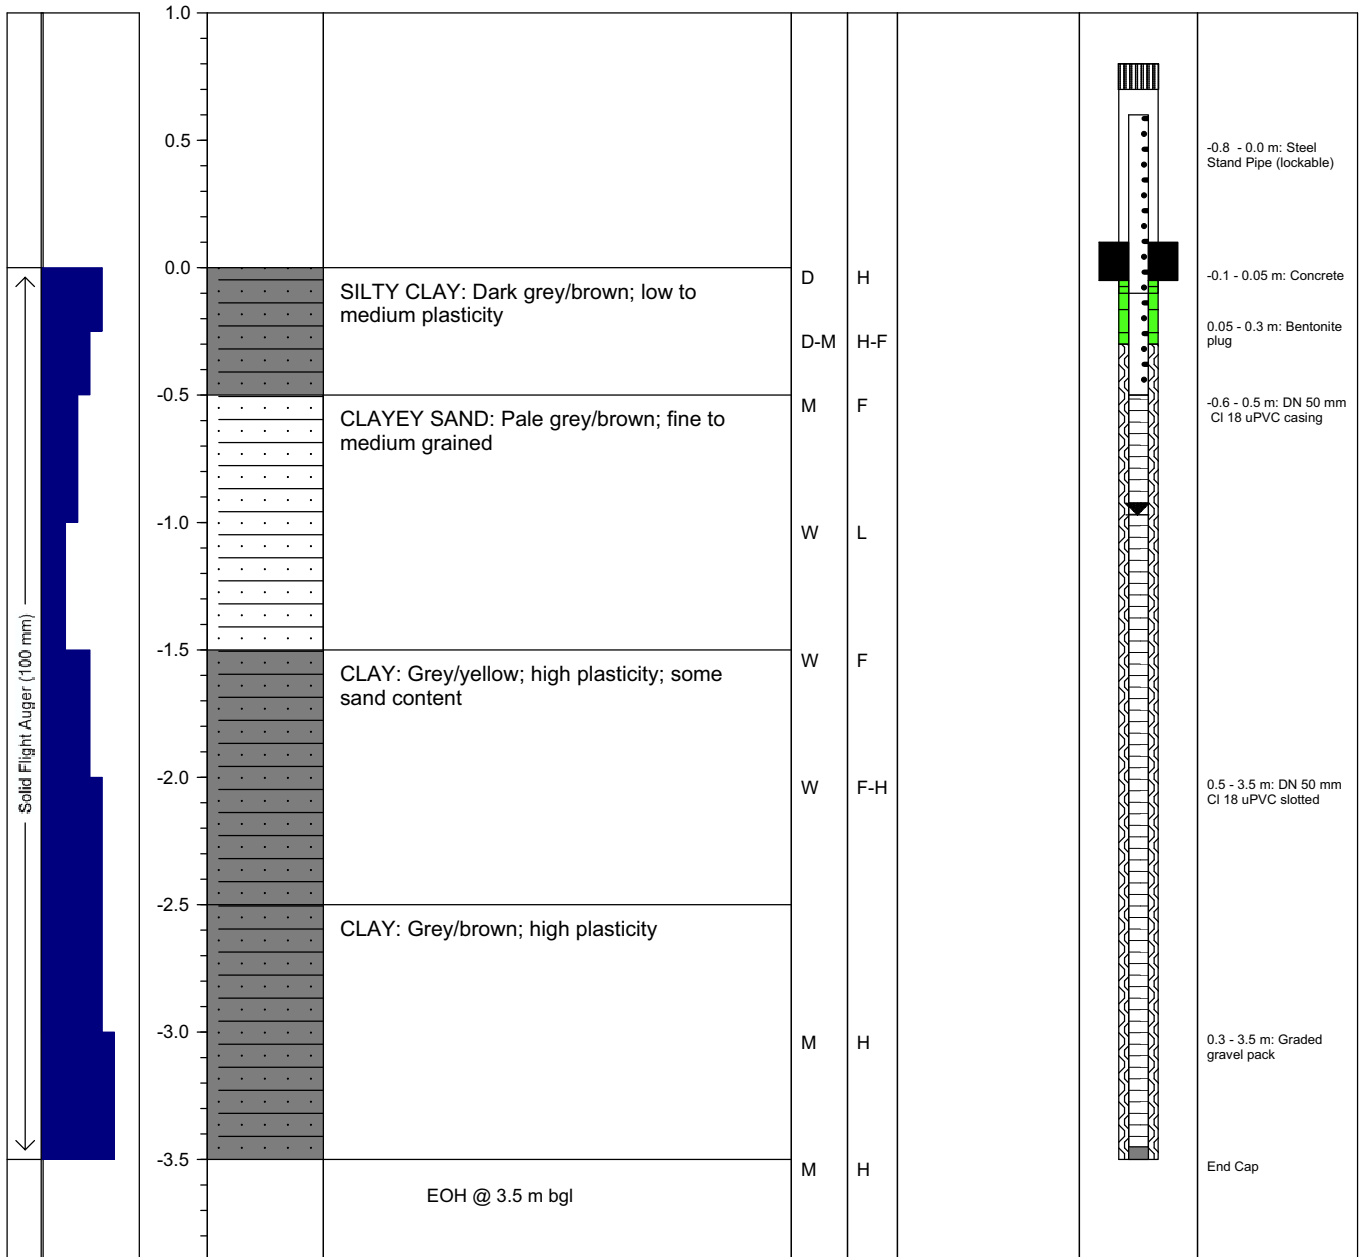 1.0
0.5
-0.8 - 0.0 m: Steel
Stand Pipe (lockable)
0.0
SILTY CLAY: Dark grey/brown; low to
medium plasticity
D H
-0.1 - 0.05 m: Concrete
D-M H-F
0.05 - 0.3 m: Bentonite
plug
-0.5
CLAYEY SAND: Pale grey/brown; fine to
medium grained
M F
-0.6 - 0.5 m: DN 50 mm
Cl 18 uPVC casing
-1.0
W L
Solid Flight Auger (100 mm)
-1.5
CLAY: Grey/yellow; high plasticity; some
sand content
W F
-2.0
W F-H
0.5 - 3.5 m: DN 50 mm
Cl 18 uPVC slotted
-2.5
CLAY: Grey/brown; high plasticity
-3.0
M H
0.3 - 3.5 m: Graded
gravel pack
-3.5
M H
End Cap
EOH @ 3.5 m bgl